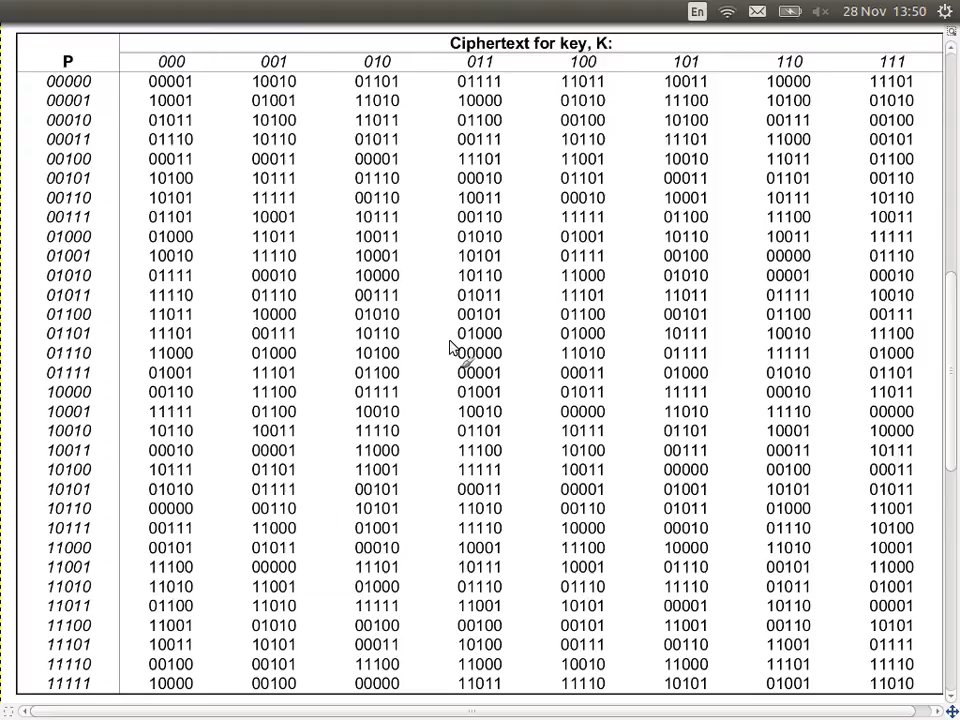 En 28 Nov 13:50
Ciphertext for key, K:
P 000 001 010 011 100 101 110 111
00000 00001 10010 01101 01111 11011 10011 10000 11101
00001 10001 01001 11010 10000 01010 11100 10100 01010
00010 01011 10100 11011 01100 00100 10100 00111 00100
00011 01110 10110 01011 00111 10110 11101 11000 00101
00100 00011 00011 00001 11101 11001 10010 11011 01100
00101 10100 10111 01110 00010 01101 00011 01101 00110
00110 10101 11111 00110 10011 00010 10001 10111 10110
00111 01101 10001 10111 00110 11111 01100 11100 10011
01000 01000 11011 10011 01010 01001 10110 10011 11111
01001 10010 11110 10001 10101 01111 00100 00000 01110
01010 01111 00010 10000 10110 11000 01010 00001 00010
01011 11110 01110 00111 01011 11101 11011 01111 10010
01100 11011 10000 01010 00101 01100 00101 01100 00111
01101 11101 00111 10110 01000 01000 10111 10010 11100
01110 11000 01000 10100 00000 11010 01111 11111 01000
01111 01001 11101 01100 00001 00011 01000 01010 01101
10000 00110 11100 01111 01001 01011 11111 00010 11011
10001 11111 01100 10010 10010 00000 11010 11110 00000
10010 10110 10011 11110 01101 10111 01101 10001 10000
10011 00010 00001 11000 11100 10100 00111 00011 10111
10100 10111 01101 11001 11111 10011 00000 00100 00011
10101 01010 01111 00101 00011 00001 01001 10101 01011
10110 00000 00110 10101 11010 00110 01011 01000 11001
10111 00111 11000 01001 11110 10000 00010 01110 10100
11000 00101 01011 00010 10001 11100 10000 11010 10001
11001 11100 00000 11101 10111 10001 01110 00101 11000
11010 11010 11001 01000 01110 01110 11110 01011 01001
11011 01100 11010 11111 11001 10101 00001 10110 00001
11100 11001 01010 00100 00100 00101 11001 00110 10101
11101 10011 10101 00011 10100 00111 00110 11001 01111
11110 00100 00101 11100 11000 10010 11000 11101 11110
11111 10000 00100 00000 11011 11110 10101 01001 11010